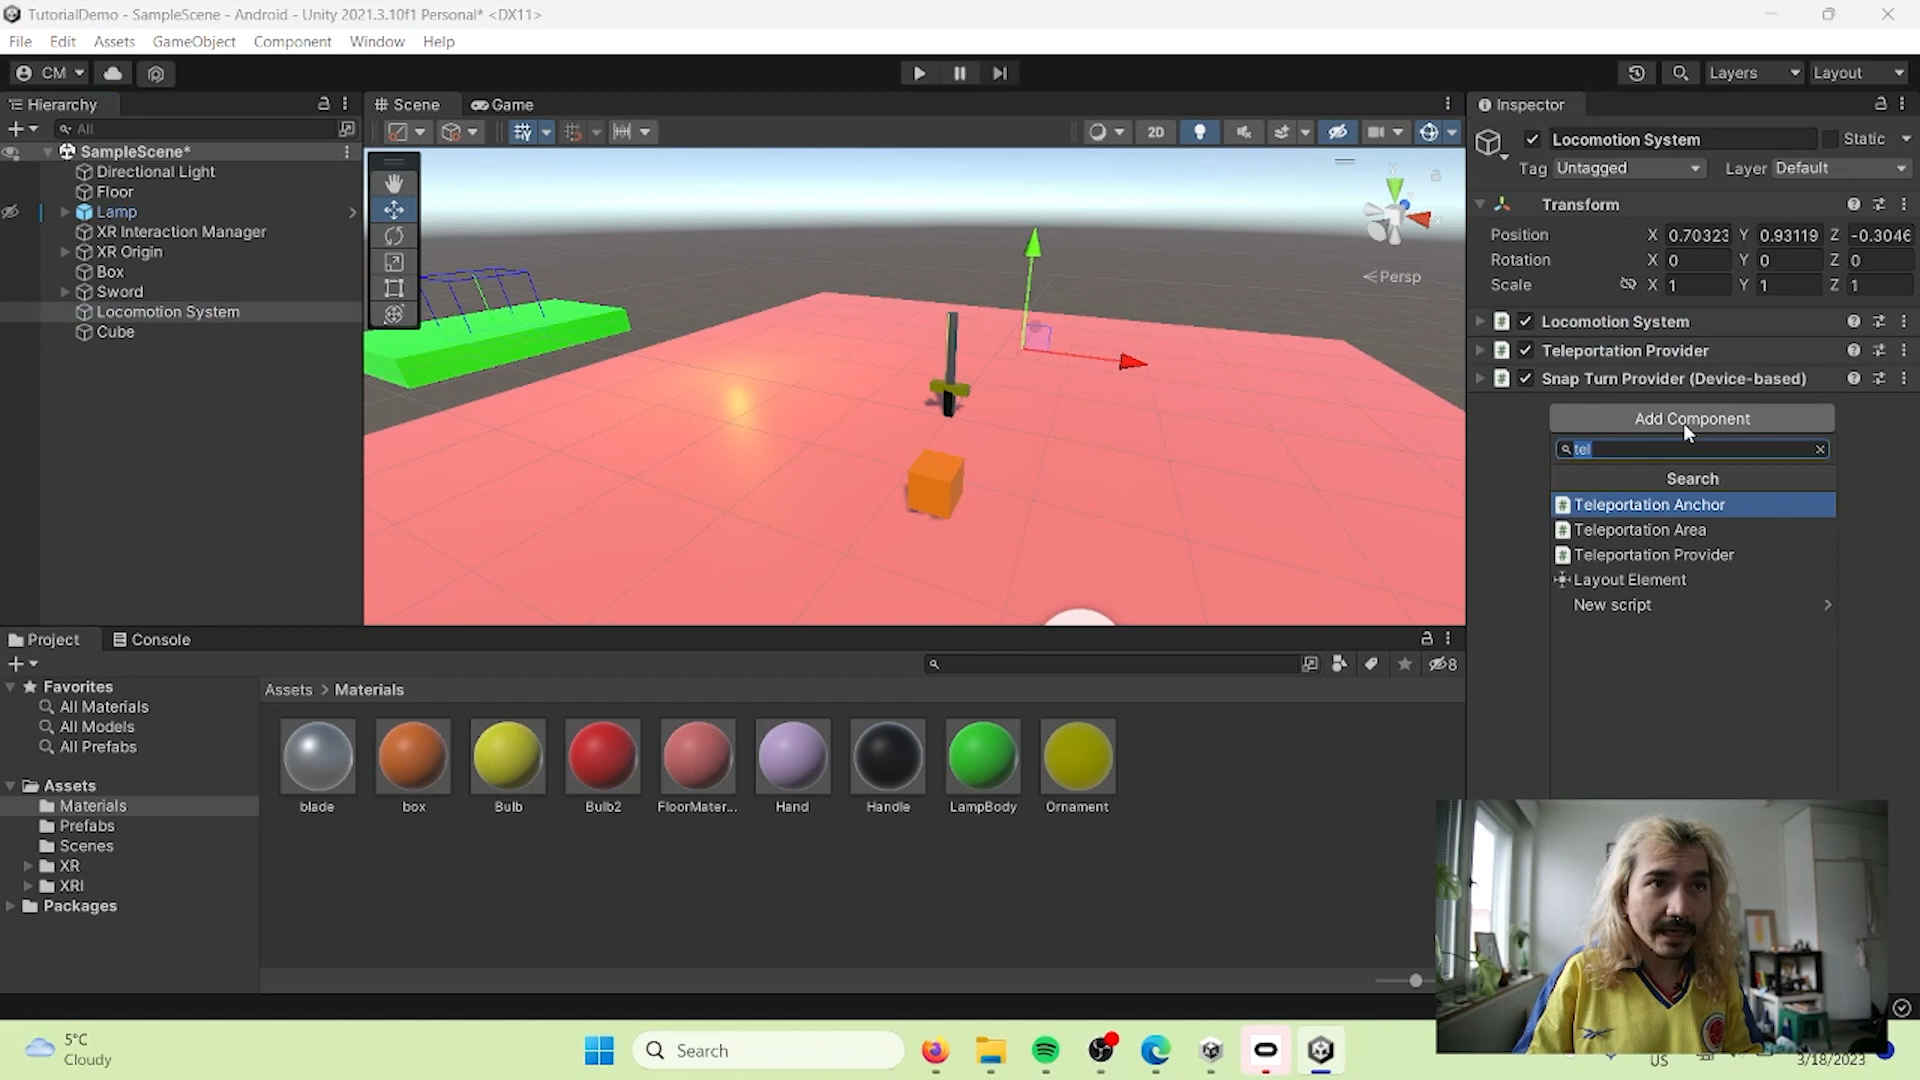 TutorialDemo - SampleScene - Android - Unity 2021.3.10f1 Personal* <DX11>
File Edit Assets GameObject Component Window Help
CM
Layers
Layout
Hierarchy
All
SampleScene*
Directional Light
Floor
Lamp
XR Interaction Manager
XR Origin
Box
Sword
Locomotion System
Cube
Scene
Game
2D
Y
Persp
Inspector
Locomotion System
Static
Tag Untagged Layer Default
Transform
Position X 0.70323 Y 0.93119 Z -0.3046
Rotation X 0 Y 0 Z 0
Scale X 1 Y 1 Z 1
Locomotion System
Teleportation Provider
Snap Turn Provider (Device-based)
Add Component
tel
Search
Teleportation Anchor
Teleportation Area
Teleportation Provider
Layout Element
New script
Project
Console
8
Favorites
All Materials
All Models
All Prefabs
Assets
Materials
Prefabs
Scenes
XR
XRI
Packages
Assets > Materials
blade box Bulb Bulb2 FloorMater... Hand Handle LampBody Ornament
5°C
Cloudy
Search
US
3/18/2023